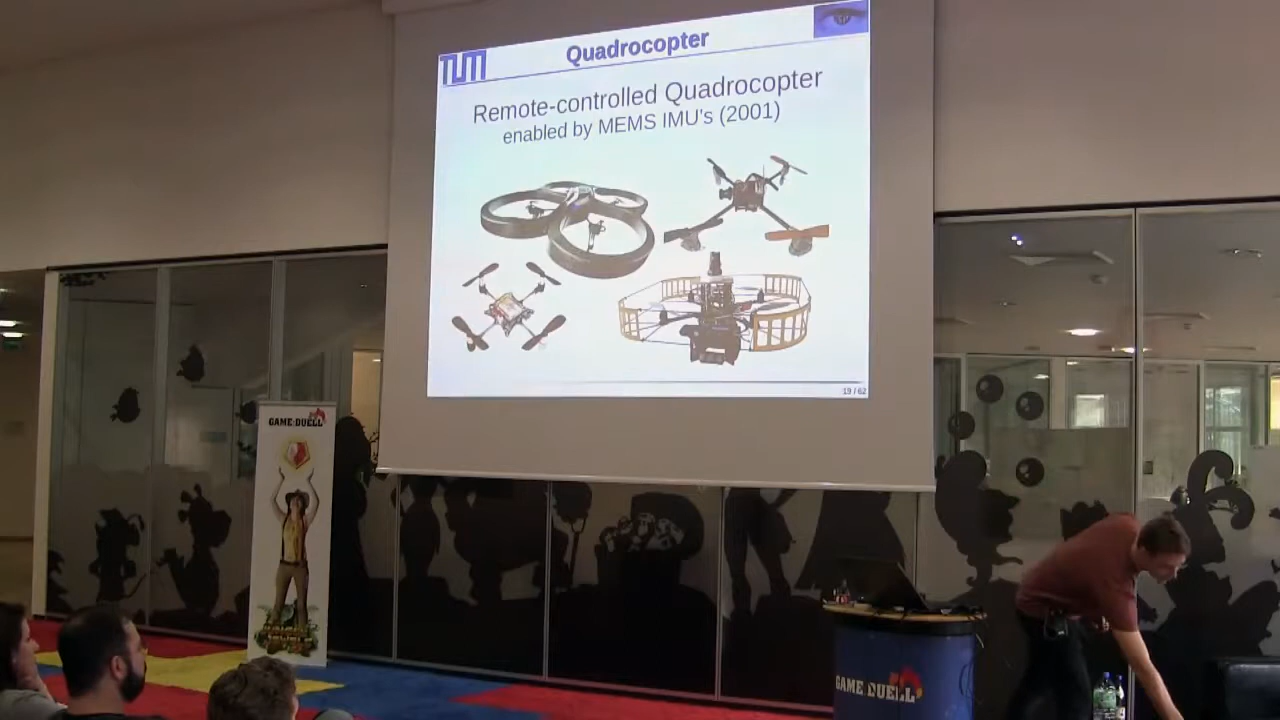 TUM
Quadrocopter
Remote-controlled Quadrocopter
enabled by MEMS IMU's (2001)
19 / 62
GAME DUELL
GAME DUELL